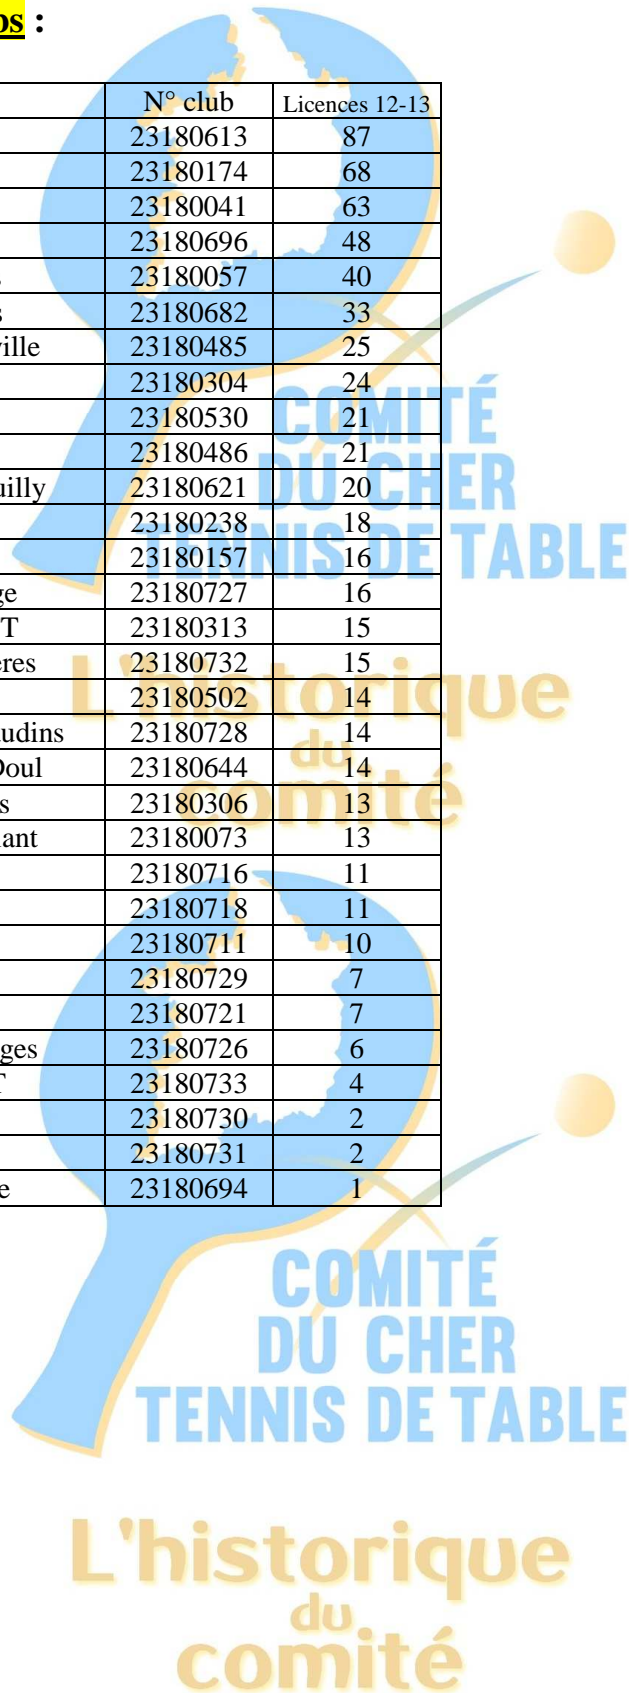 bs :
N° club Licences 12-13
23180613 87
23180174 68
23180041 63
23180696 48
23180057 40
s 23180682 33
ville 23180485 25
23180304 24
23180530 21
23180486 21
uilly 23180621 20
23180238 18
23180157 16
ge 23180727 16
T 23180313 15
ères 23180732 15
23180502 14
audins 23180728 14
Doul 23180644 14
s 23180306 13
lant 23180073 13
23180716 11
23180718 11
23180711 10
23180729 7
23180721 7
ges 23180726 6
T 23180733 4
23180730 2
23180731 2
e 23180694 1
COMITÉ
DU CHER
TENNIS DE TABLE
L'historique
du
comité
COMITÉ
DU CHER
TENNIS DE TABLE
L'historique
du
comité